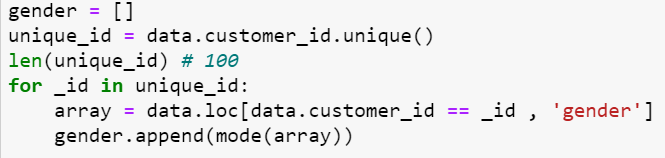 gender = []
unique_id = data.customer_id.unique()
len(unique_id) # 100
for _id in unique_id:
    array = data.loc[data.customer_id == _id , 'gender']
    gender.append(mode(array))